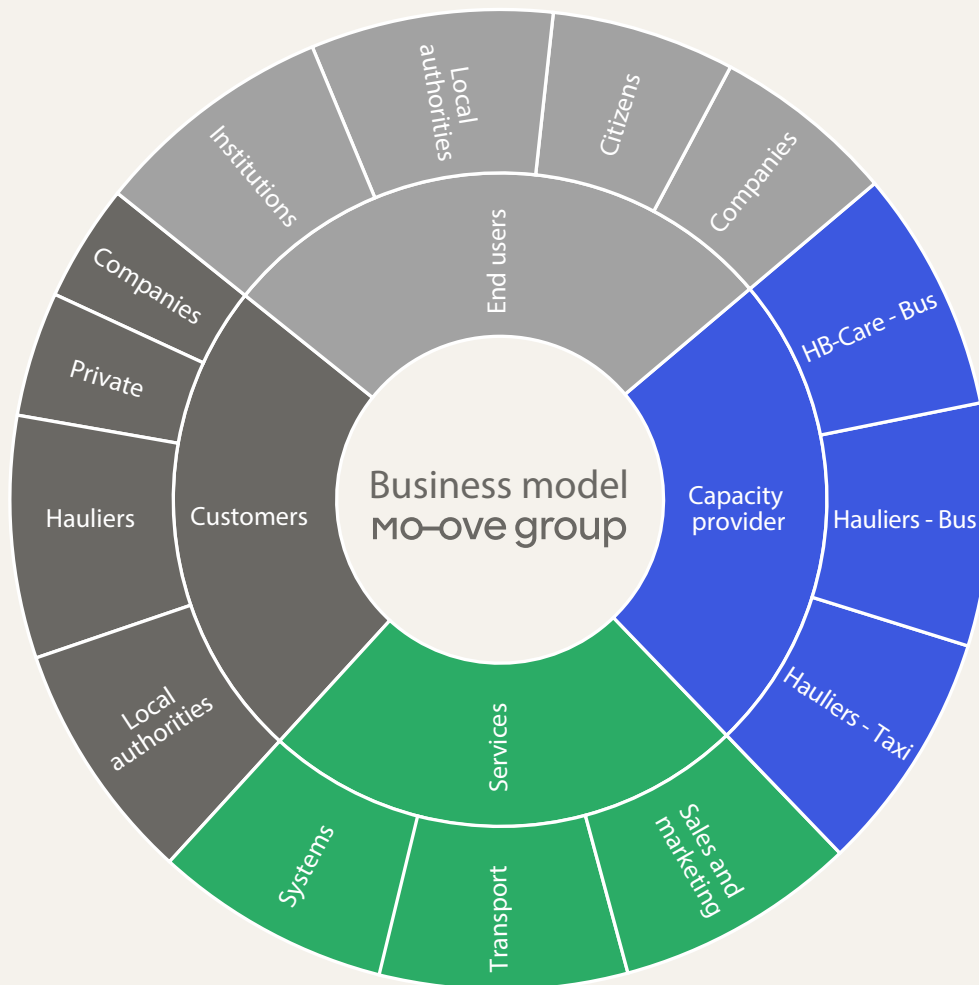 Business model
Mo-ove group
End users
Institutions
Local
authorities
Citizens
Companies
Capacity
provider
HB-Care - Bus
Hauliers - Bus
Hauliers - Taxi
Services
Sales and
marketing
Transport
Systems
Customers
Local
authorities
Hauliers
Private
Companies